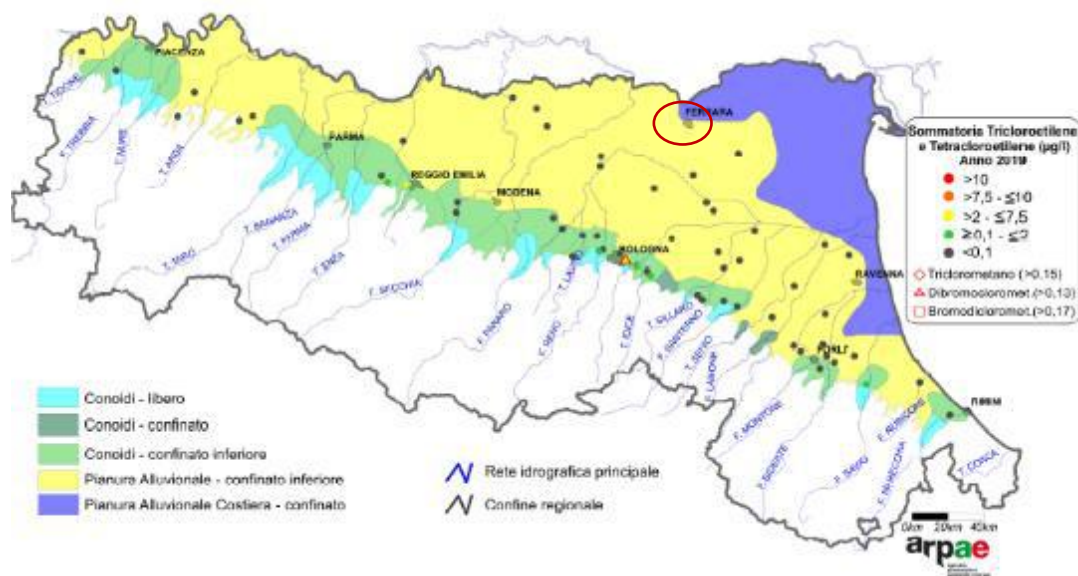 PIACENZA
FERRARA
Sommatoria Tricloroetilene
e Tetracloroetilene (µg/l)
Anno 2019
>10
>7,5 - ≤10
>2 - ≤7,5
≥0,1 - ≤2
<0,1
Triclorometano (>0,15)
Dibromocloromet.(>0,13)
Bromodicloromet.(>0,17)
T. TIDONE
F. TREBBIA
T. NURE
T. ARDA
PARMA
REGGIO EMILIA
MODENA
BOLOGNA
RAVENNA
F. TARO
T. BAGANZA
T. PARMA
T. ENZA
F. SECCHIA
F. PANARO
F. RENO
T. LAVINO
T. IDICE
T. SILLARO
F. SANTERNO
T. SENIO
F. LAMONE
FORLI'
F. MONTONE
F. BIDENTE
F. SAVIO
F. RUBICONE
F. MARECCHIA
RIMINI
T. CONCA
Conoidi - libero
Conoidi - confinato
Conoidi - confinato inferiore
Pianura Alluvionale - confinato inferiore
Pianura Alluvionale Costiera - confinato
Rete idrografica principale
Confine regionale
0km 20km 40km
arpae